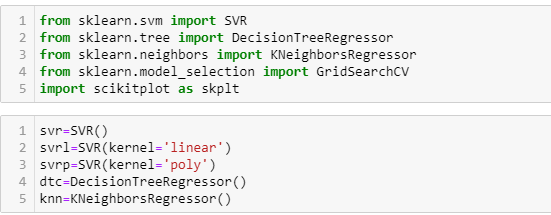 1 from sklearn.svm import SVR
2 from sklearn.tree import DecisionTreeRegressor
3 from sklearn.neighbors import KNeighborsRegressor
4 from sklearn.model_selection import GridSearchCV
5 import scikitplot as skplt
1 svr=SVR()
2 svrl=SVR(kernel='linear')
3 svrp=SVR(kernel='poly')
4 dtc=DecisionTreeRegressor()
5 knn=KNeighborsRegressor()